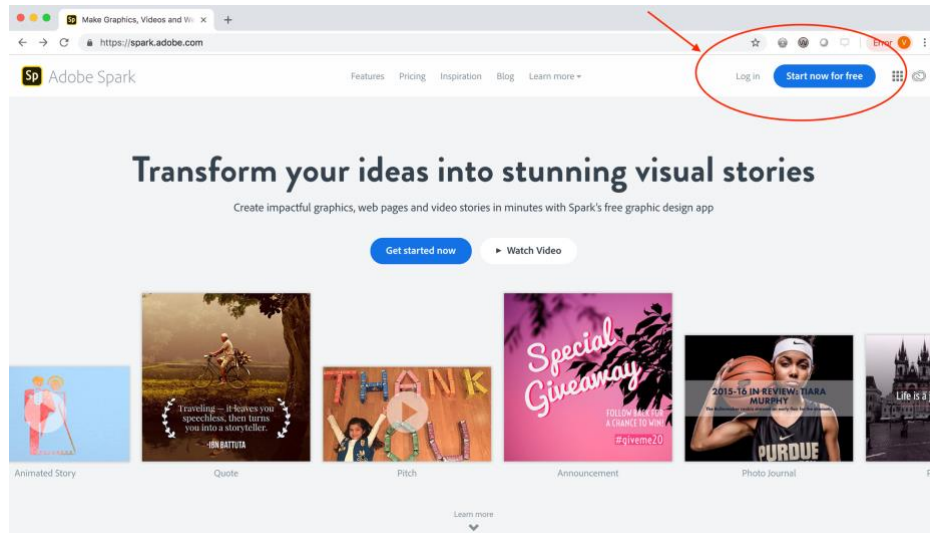 Sp Make Graphics, Videos and We
https://spark.adobe.com
Error V
Sp Adobe Spark
Features Pricing Inspiration Blog Learn more
Log in Start now for free
Transform your ideas into stunning visual stories
Create impactful graphics, web pages and video stories in minutes with Spark's free graphic design app
Get started now Watch Video
Traveling – it leaves you
speechless, then turns
you into a storyteller.
-IBN BATTUTA
THANK
YOU
Special
Giveaway
FOLLOW BACK FOR
A CHANCE TO WIN!
#giveme20
2015-16 IN REVIEW: TIARA
MURPHY
PURDUE
Life is a
Animated Story Quote Pitch Announcement Photo Journal
Learn more